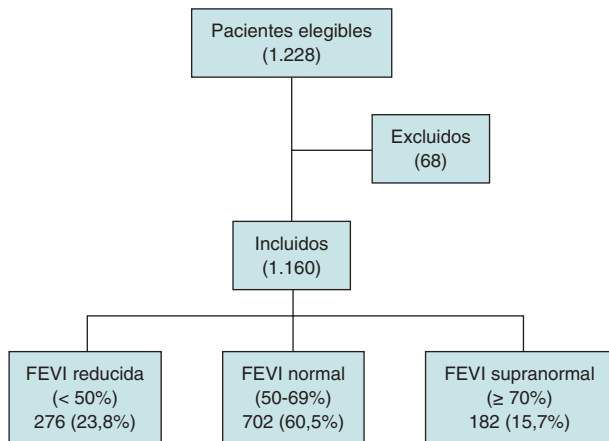 Pacientes elegibles
(1.228)
Excluidos
(68)
Incluidos
(1.160)
FEVI reducida
(< 50%)
276 (23,8%)
FEVI normal
(50-69%)
702 (60,5%)
FEVI supranormal
(≥ 70%)
182 (15,7%)